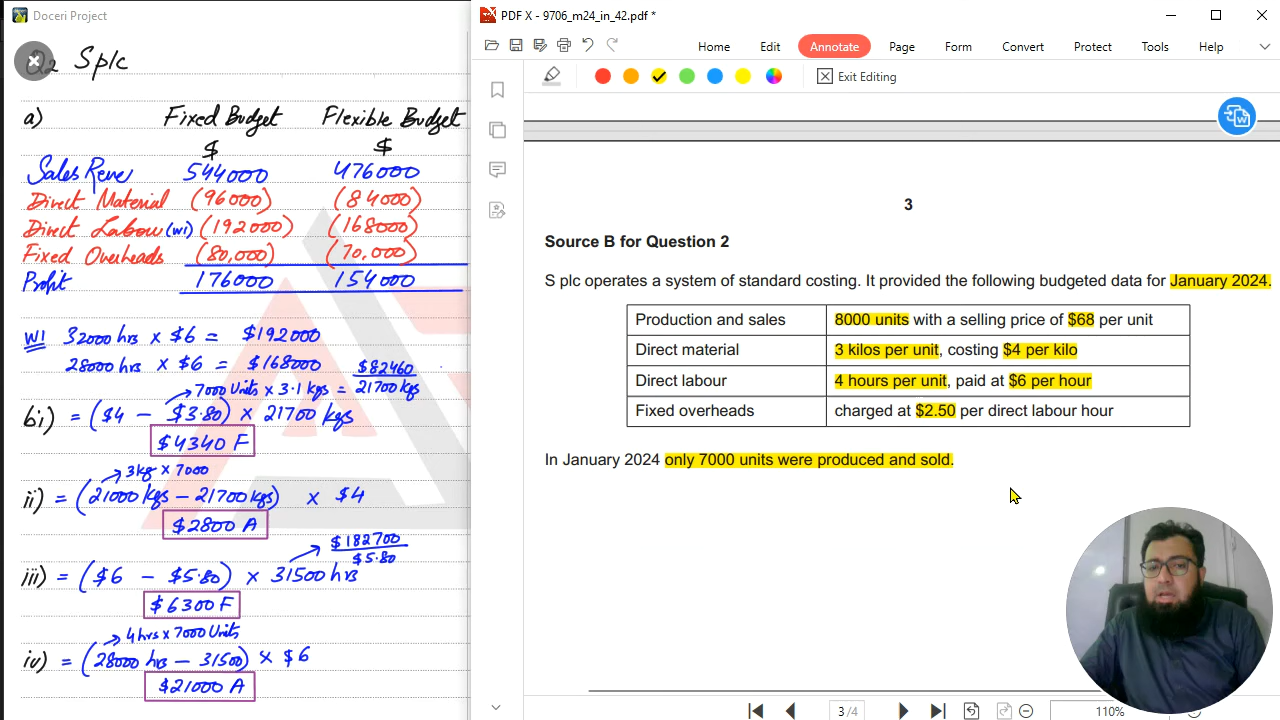 Doceri Project
Q2 S plc
a) Fixed Budget Flexible Budget
$ $
Sales Reve 544000 476000
Direct Material (96000) (84000)
Direct Labour (W1) (192000) (168000)
Fixed Overheads (80,000) (70,000)
Profit 176000 154000
W1 32000 hrs x $6 = $192000
28000 hrs x $6 = $168000
$82460
21700 kgs
7000 Units x 3.1 kgs =
bi) = ($4 - $3.80) x 21700 kgs
$4340 F
3kg x 7000
ii) = (21000 kgs - 21700 kgs) x $4
$2800 A
$182700
$5.80
iii) = ($6 - $5.80) x 31500 hrs
$6300 F
4hrs x 7000 Units
iv) = (28000 hrs - 31500) x $6
$21000 A
PDF X - 9706_m24_in_42.pdf *
Home Edit Annotate Page Form Convert Protect Tools Help
Exit Editing
3
Source B for Question 2
S plc operates a system of standard costing. It provided the following budgeted data for January 2024.
Production and sales 8000 units with a selling price of $68 per unit
Direct material 3 kilos per unit, costing $4 per kilo
Direct labour 4 hours per unit, paid at $6 per hour
Fixed overheads charged at $2.50 per direct labour hour
In January 2024 only 7000 units were produced and sold.
3/4 110%